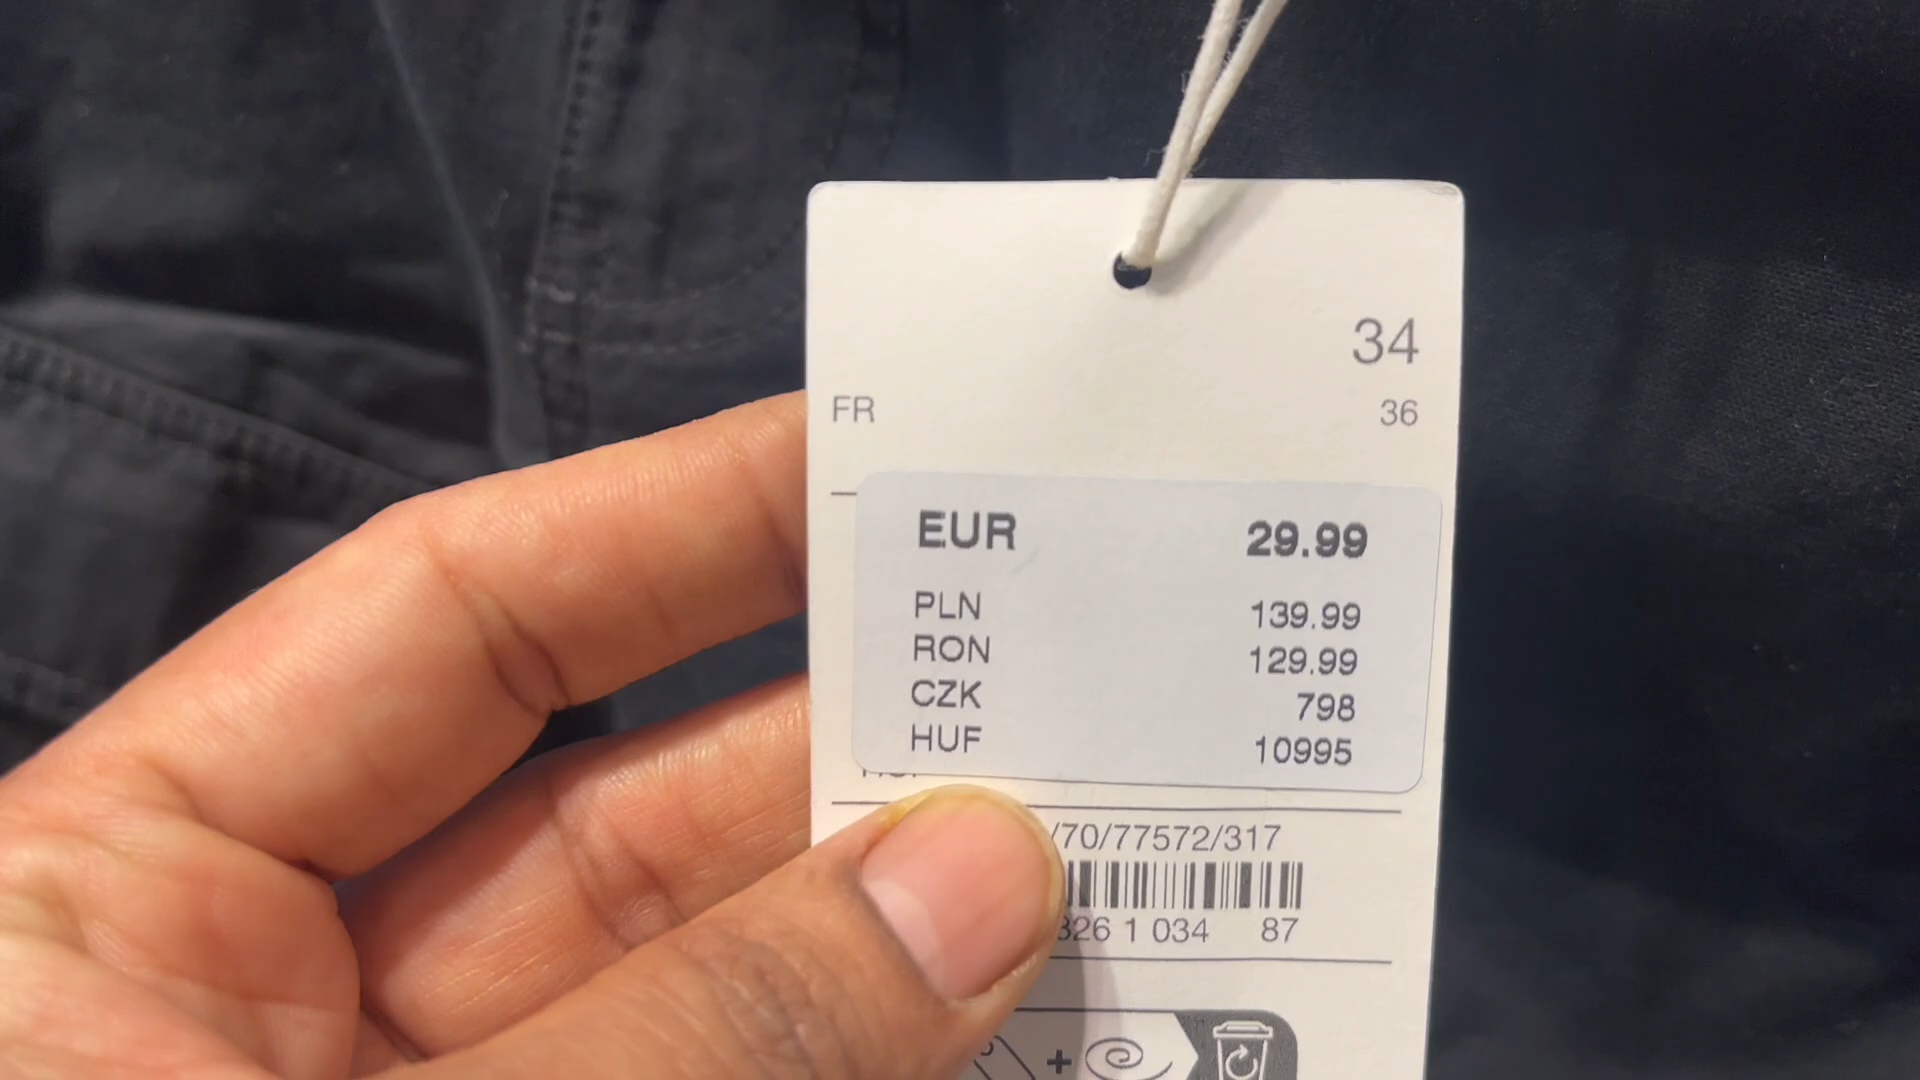 34
FR 36
EUR 29.99
PLN 139.99
RON 129.99
CZK 798
HUF 10995
/70/77572/317
326 1 034 87
+